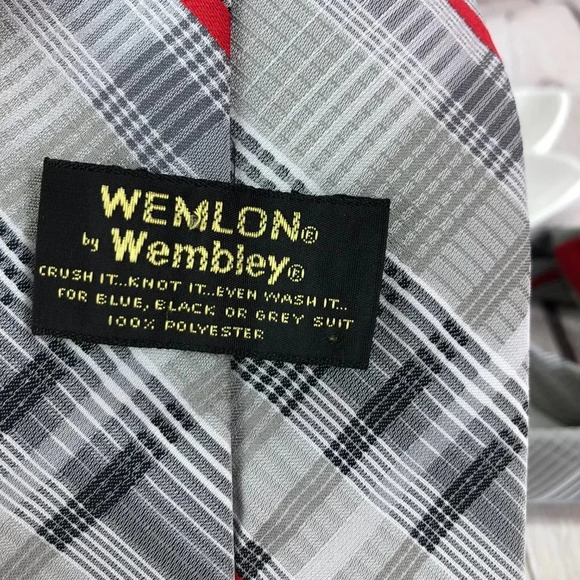 WEMLON®
by Wembley®
CRUSH IT...KNOT IT...EVEN WASH IT...
FOR BLUE, BLACK OR GREY SUIT
100% POLYESTER